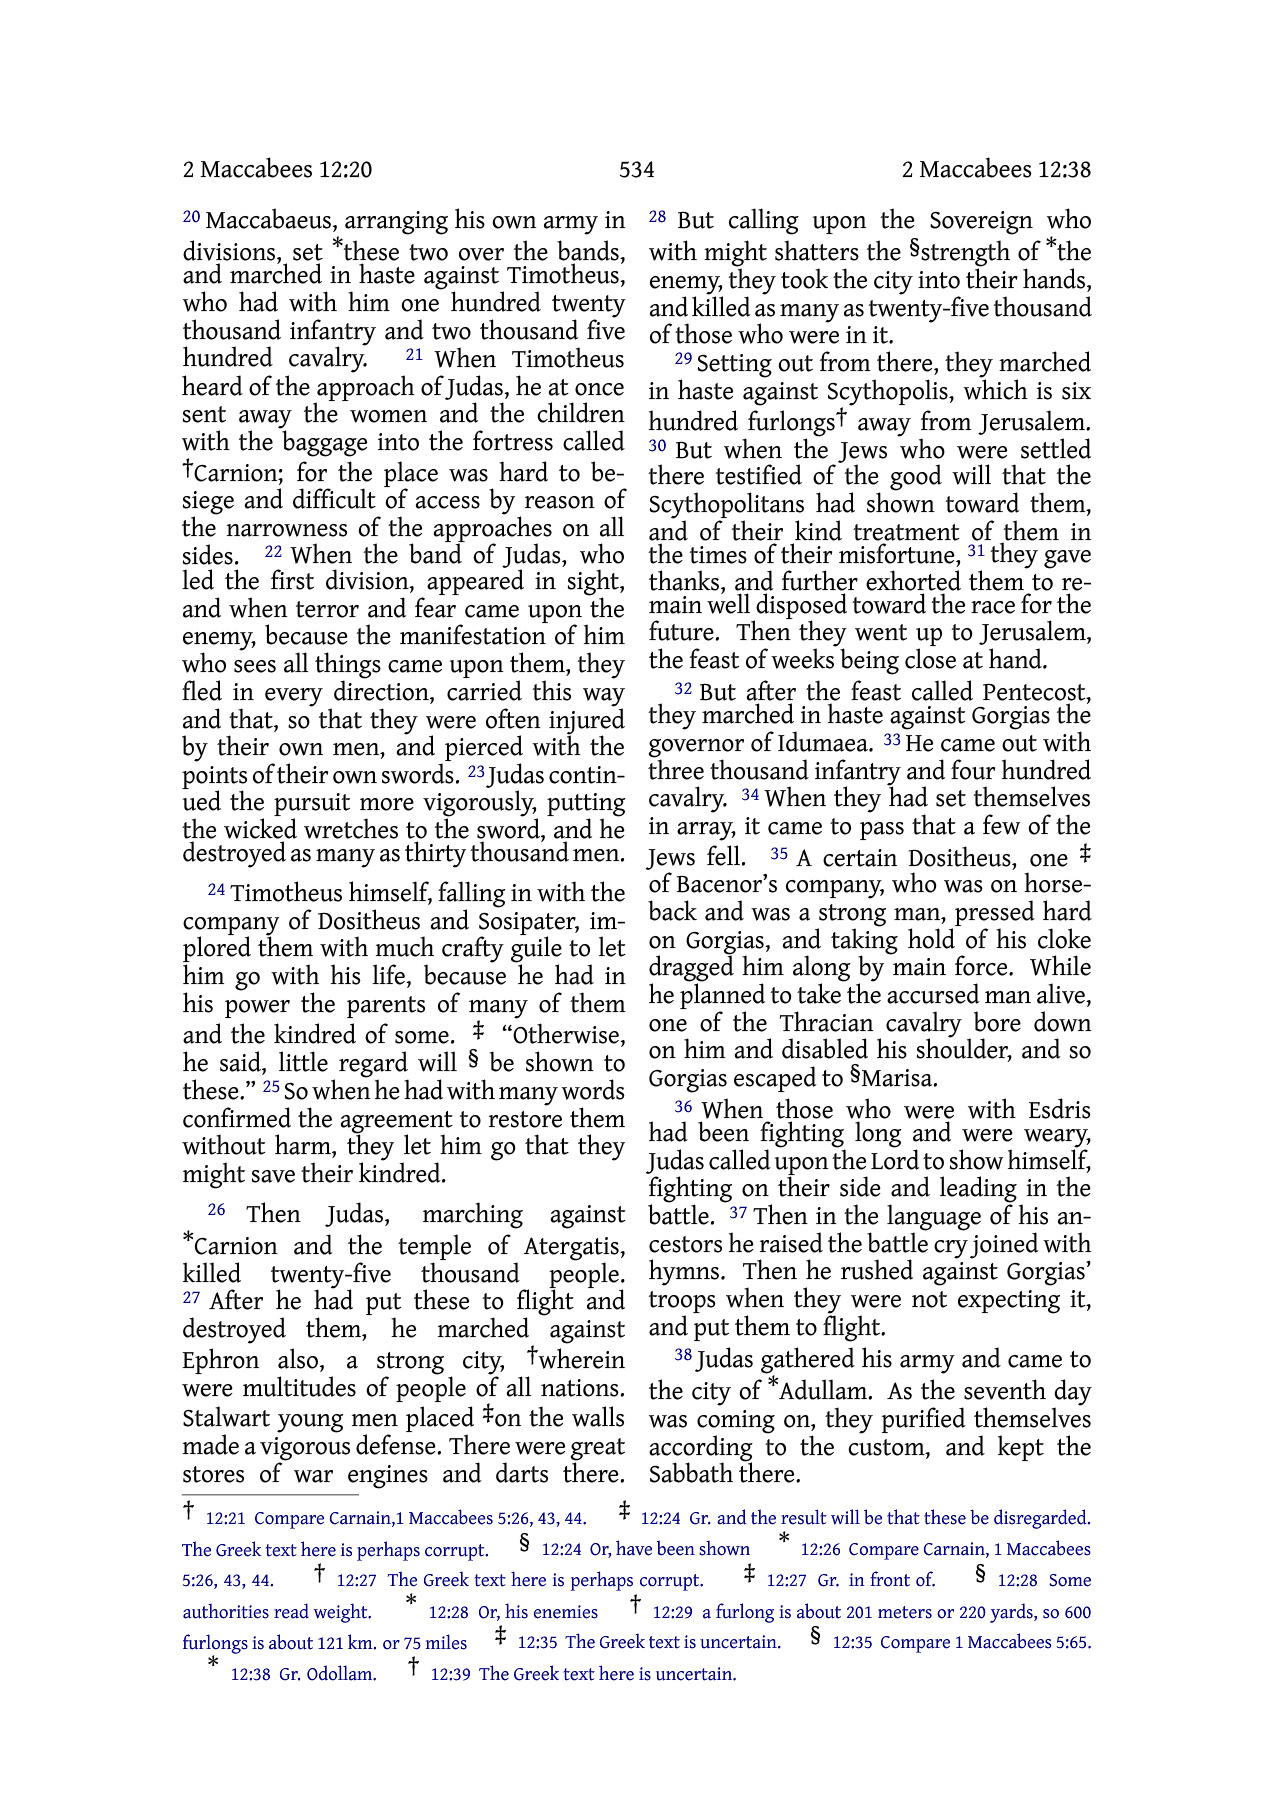 2 Maccabees 12:20
534
2 Maccabees 12:38
20 Maccabaeus, arranging his own army in
divisions, set *these two over the bands,
and marched in haste against Timotheus,
who had with him one hundred twenty
thousand infantry and two thousand five
hundred cavalry. 21 When Timotheus
heard of the approach of Judas, he at once
sent away the women and the children
with the baggage into the fortress called
†Carnion; for the place was hard to be-
siege and difficult of access by reason of
the narrowness of the approaches on all
sides. 22 When the band of Judas, who
led the first division, appeared in sight,
and when terror and fear came upon the
enemy, because the manifestation of him
who sees all things came upon them, they
fled in every direction, carried this way
and that, so that they were often injured
by their own men, and pierced with the
points of their own swords. 23 Judas contin-
ued the pursuit more vigorously, putting
the wicked wretches to the sword, and he
destroyed as many as thirty thousand men.
24 Timotheus himself, falling in with the
company of Dositheus and Sosipater, im-
plored them with much crafty guile to let
him go with his life, because he had in
his power the parents of many of them
and the kindred of some. ‡ “Otherwise,
he said, little regard will § be shown to
these.” 25 So when he had with many words
confirmed the agreement to restore them
without harm, they let him go that they
might save their kindred.
26 Then Judas, marching against
*Carnion and the temple of Atergatis,
killed twenty-five thousand people.
27 After he had put these to flight and
destroyed them, he marched against
Ephron also, a strong city, †wherein
were multitudes of people of all nations.
Stalwart young men placed ‡on the walls
made a vigorous defense. There were great
stores of war engines and darts there.
28 But calling upon the Sovereign who
with might shatters the §strength of *the
enemy, they took the city into their hands,
and killed as many as twenty-five thousand
of those who were in it.
29 Setting out from there, they marched
in haste against Scythopolis, which is six
hundred furlongs† away from Jerusalem.
30 But when the Jews who were settled
there testified of the good will that the
Scythopolitans had shown toward them,
and of their kind treatment of them in
the times of their misfortune, 31 they gave
thanks, and further exhorted them to re-
main well disposed toward the race for the
future. Then they went up to Jerusalem,
the feast of weeks being close at hand.
32 But after the feast called Pentecost,
they marched in haste against Gorgias the
governor of Idumaea. 33 He came out with
three thousand infantry and four hundred
cavalry. 34 When they had set themselves
in array, it came to pass that a few of the
Jews fell. 35 A certain Dositheus, one ‡
of Bacenor’s company, who was on horse-
back and was a strong man, pressed hard
on Gorgias, and taking hold of his cloke
dragged him along by main force. While
he planned to take the accursed man alive,
one of the Thracian cavalry bore down
on him and disabled his shoulder, and so
Gorgias escaped to §Marisa.
36 When those who were with Esdris
had been fighting long and were weary,
Judas called upon the Lord to show himself,
fighting on their side and leading in the
battle. 37 Then in the language of his an-
cestors he raised the battle cry joined with
hymns. Then he rushed against Gorgias’
troops when they were not expecting it,
and put them to flight.
38 Judas gathered his army and came to
the city of *Adullam. As the seventh day
was coming on, they purified themselves
according to the custom, and kept the
Sabbath there.
† 12:21 Compare Carnain,1 Maccabees 5:26, 43, 44. ‡ 12:24 Gr. and the result will be that these be disregarded.
The Greek text here is perhaps corrupt. § 12:24 Or, have been shown * 12:26 Compare Carnain, 1 Maccabees
5:26, 43, 44. † 12:27 The Greek text here is perhaps corrupt. ‡ 12:27 Gr. in front of. § 12:28 Some
authorities read weight. * 12:28 Or, his enemies † 12:29 a furlong is about 201 meters or 220 yards, so 600
furlongs is about 121 km. or 75 miles ‡ 12:35 The Greek text is uncertain. § 12:35 Compare 1 Maccabees 5:65.
* 12:38 Gr. Odollam. † 12:39 The Greek text here is uncertain.